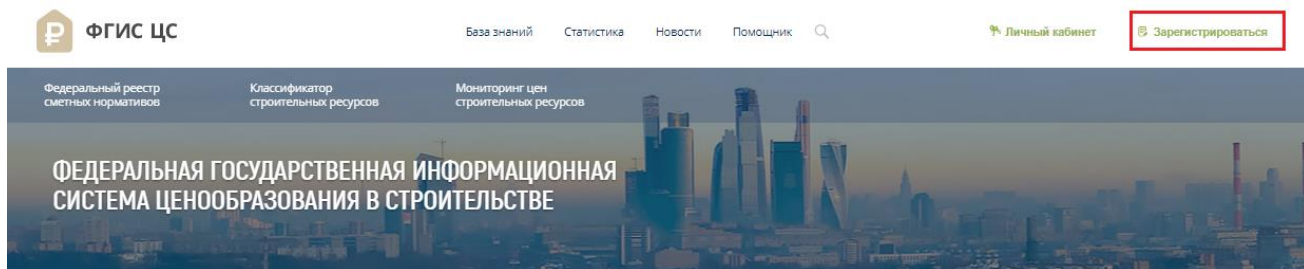 ФГИС ЦС
База знаний Статистика Новости Помощник
Личный кабинет Зарегистрироваться
Федеральный реестр
сметных нормативов
Классификатор
строительных ресурсов
Мониторинг цен
строительных ресурсов
ФЕДЕРАЛЬНАЯ ГОСУДАРСТВЕННАЯ ИНФОРМАЦИОННАЯ
СИСТЕМА ЦЕНООБРАЗОВАНИЯ В СТРОИТЕЛЬСТВЕ